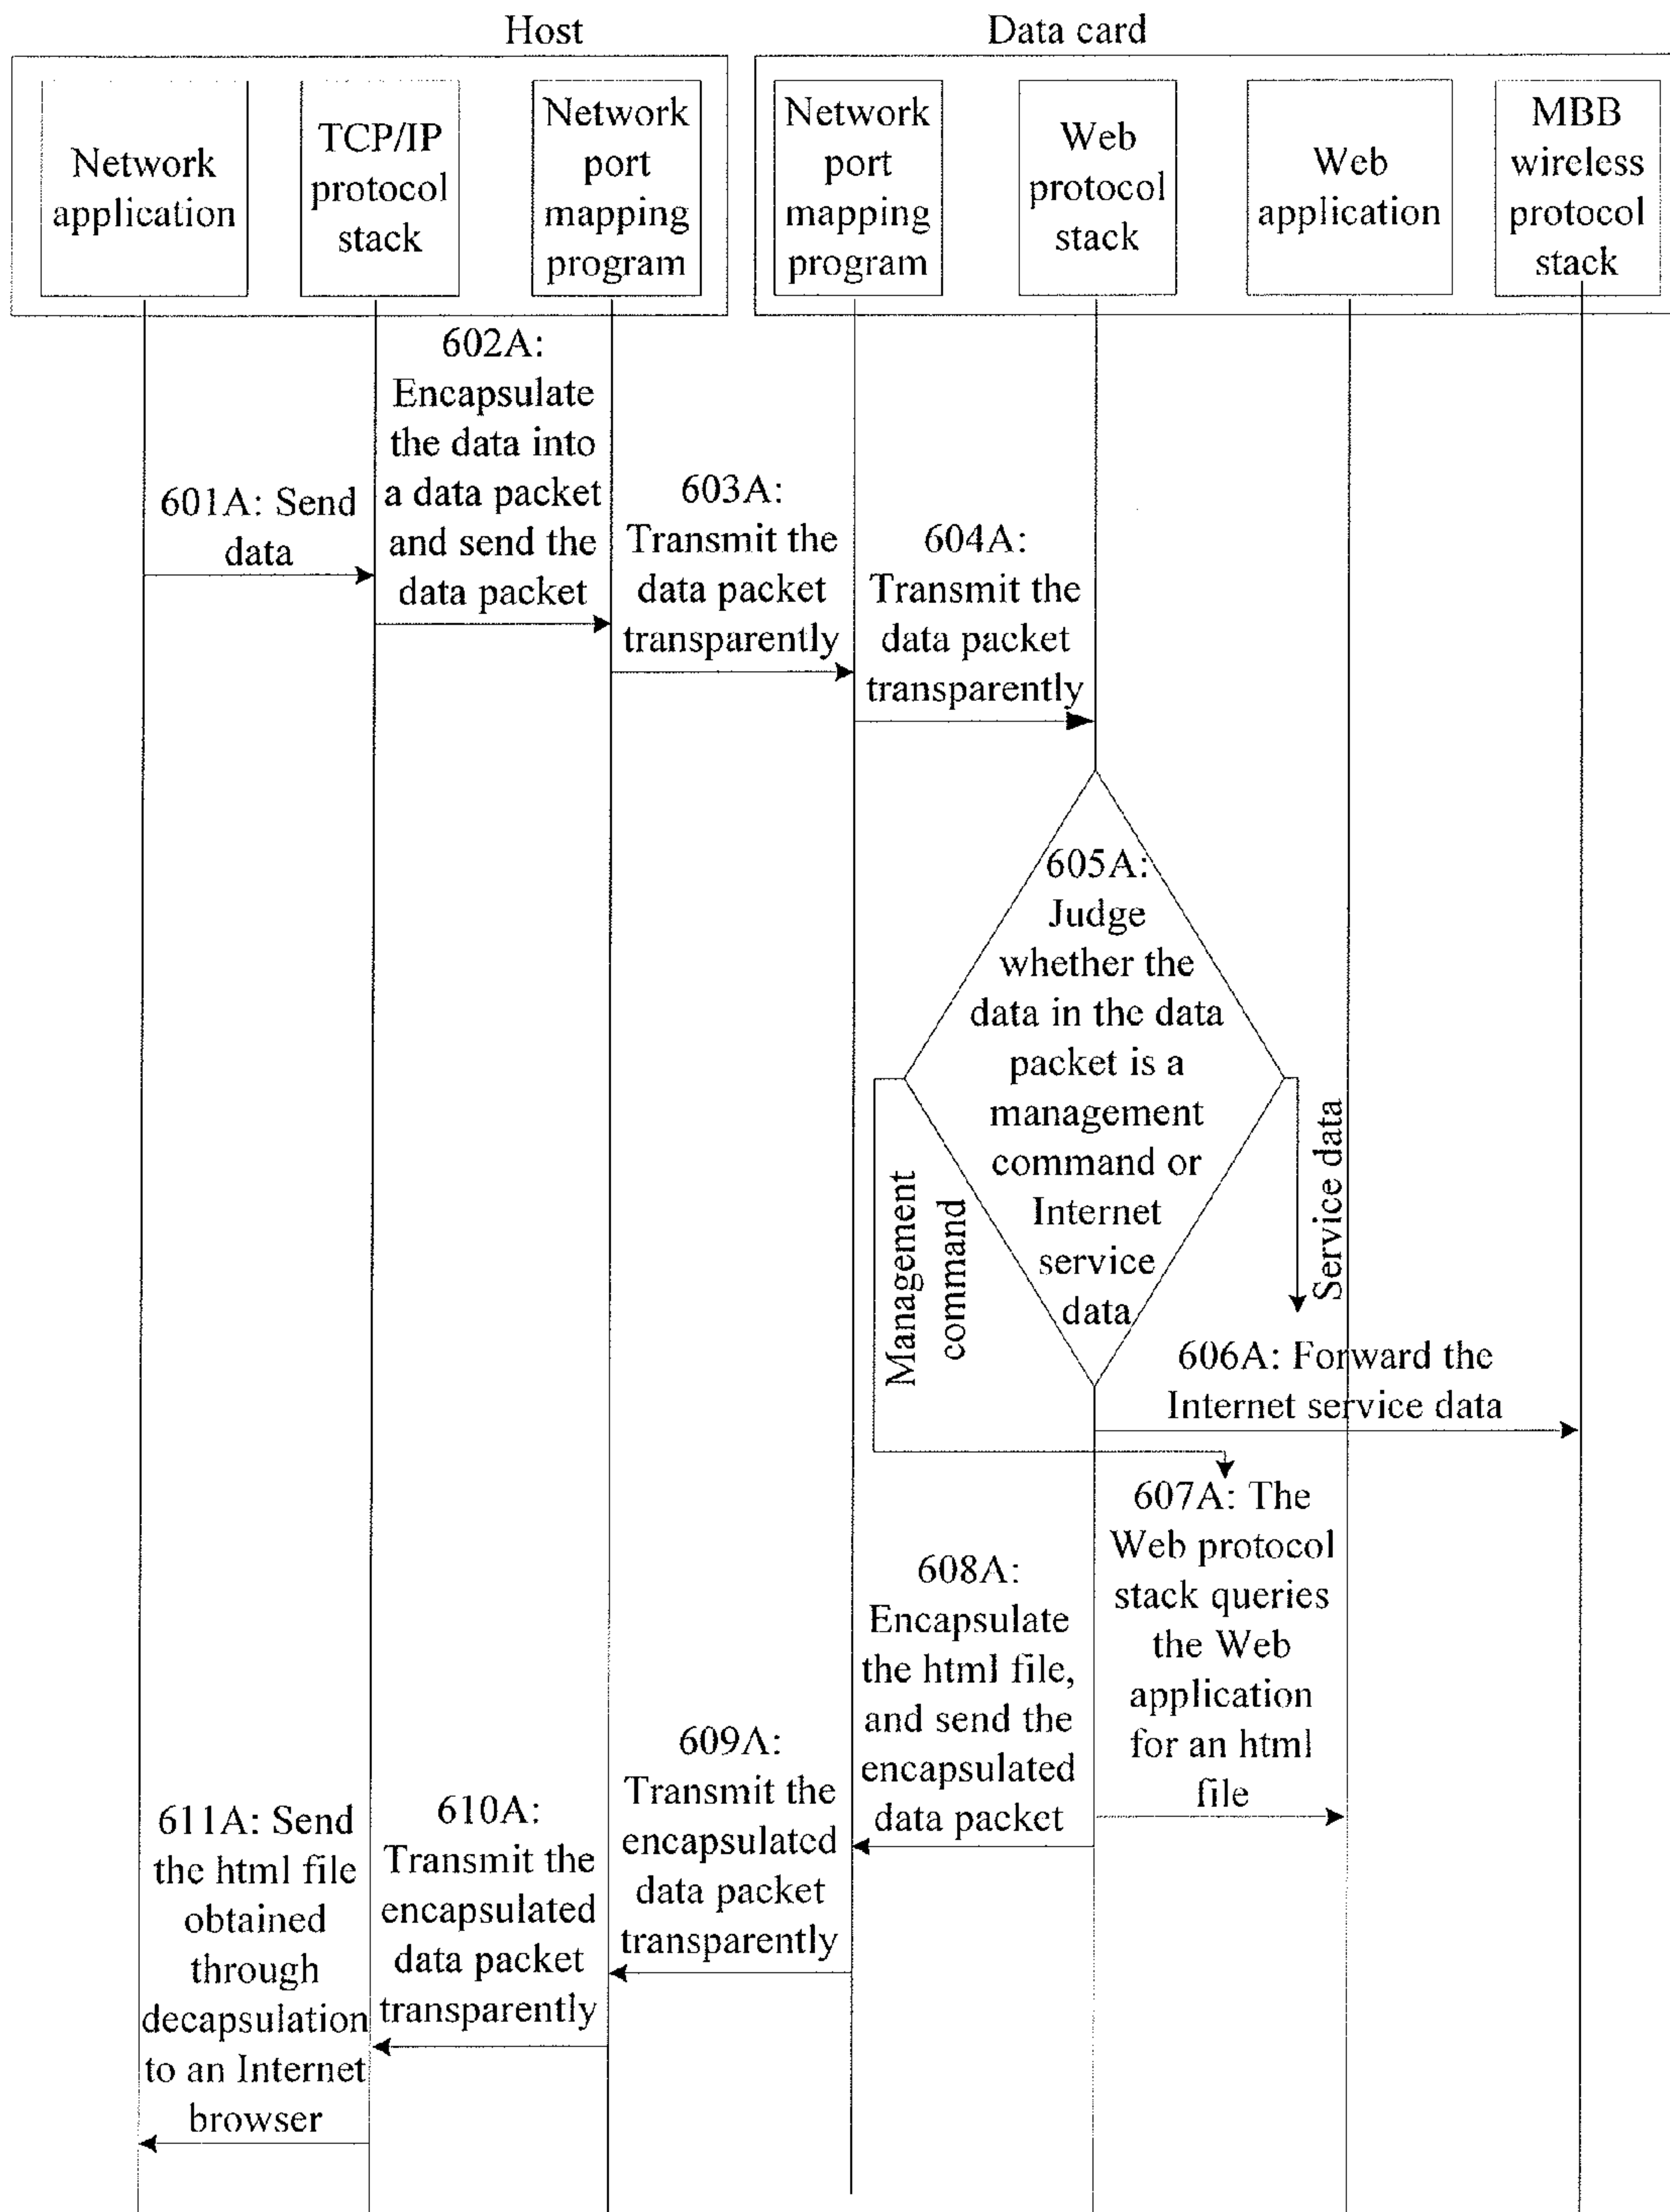 Host
Data card
Network
application
TCP/IP
protocol
stack
Network
port
mapping
program
Network
port
mapping
program
Web
protocol
stack
Web
application
MBB
wireless
protocol
stack
601A: Send
data
602A:
Encapsulate
the data into
a data packet
and send the
data packet
603A:
Transmit the
data packet
transparently
604A:
Transmit the
data packet
transparently
605A:
Judge
whether the
data in the data
packet is a
management
command or
Internet
service
data
Management
command
Service data
606A: Forward the
Internet service data
607A: The
Web protocol
stack queries
the Web
application
for an html
file
608A:
Encapsulate
the html file,
and send the
encapsulated
data packet
609A:
Transmit the
encapsulated
data packet
transparently
610A:
Transmit the
encapsulated
data packet
transparently
611A: Send
the html file
obtained
through
decapsulation
to an Internet
browser